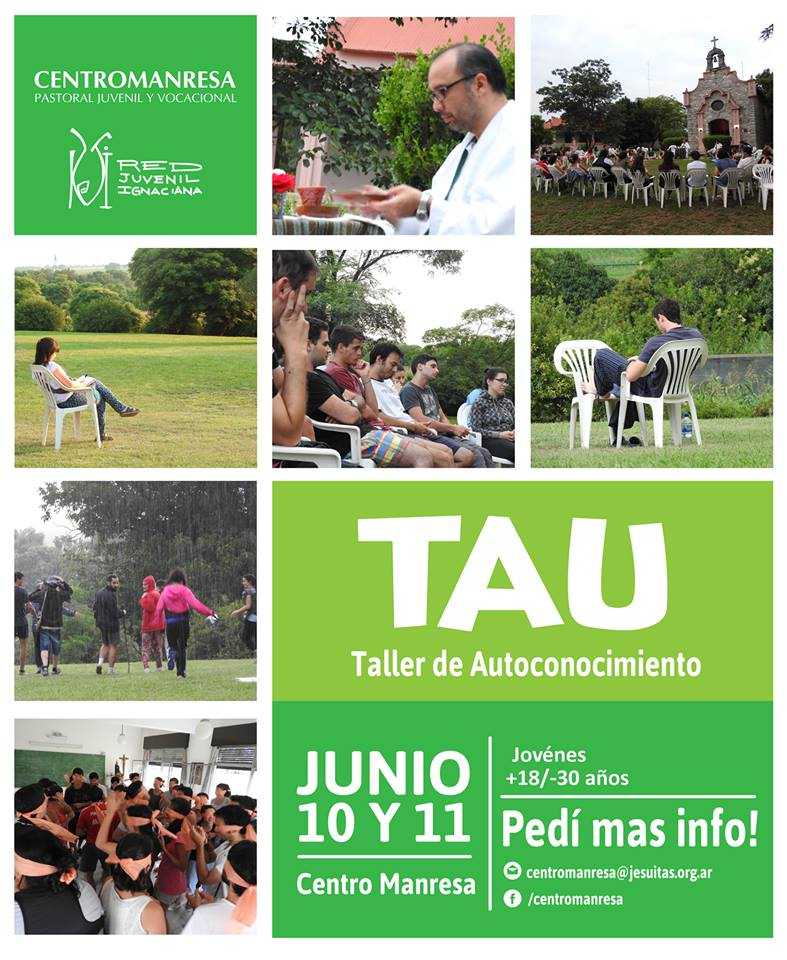 CENTROMANRESA
PASTORAL JUVENIL Y VOCACIONAL
RED
JUVENIL
IGNACIANA
TAU
Taller de Autoconocimiento
JUNIO
10 Y 11
Centro Manresa
Jovénes
+18/-30 años
Pedí mas info!
centromanresa@jesuitas.org.ar
/centromanresa